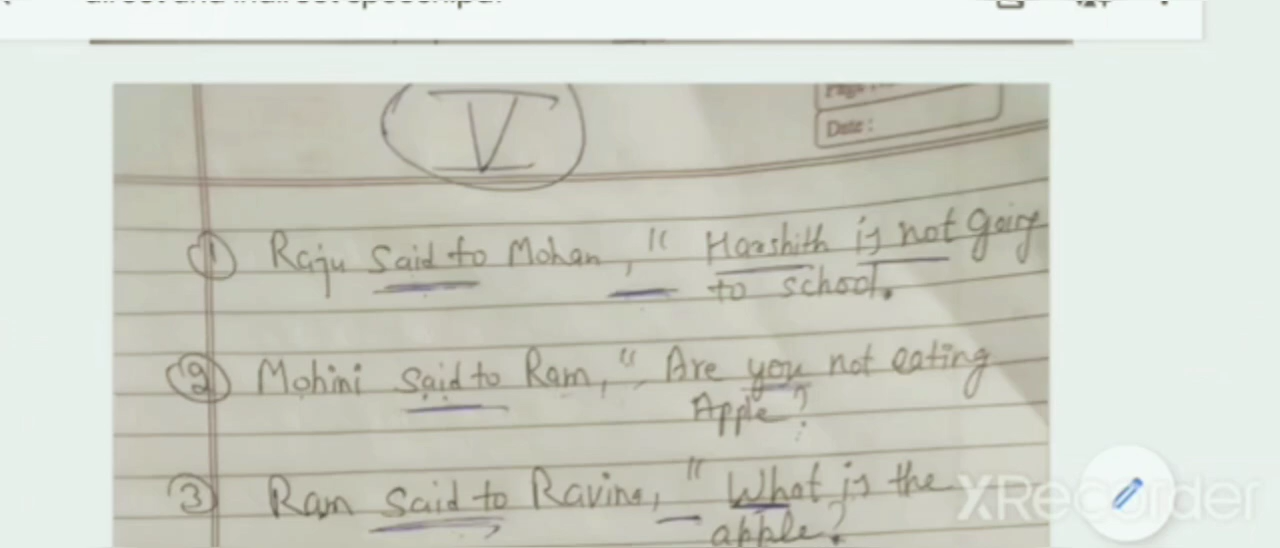 V
Date :
① Raju said to Mohan, " Harshith is not going
to school.
② Mohini said to Ram, " Are you not eating
Apple?
③ Ram said to Ravina, " What is the
apple?
XRecorder